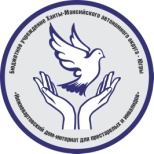 Бюджетное учреждение Ханты-Мансийского автономного округа - Югры
«Нижневартовский дом-интернат для престарелых и инвалидов»